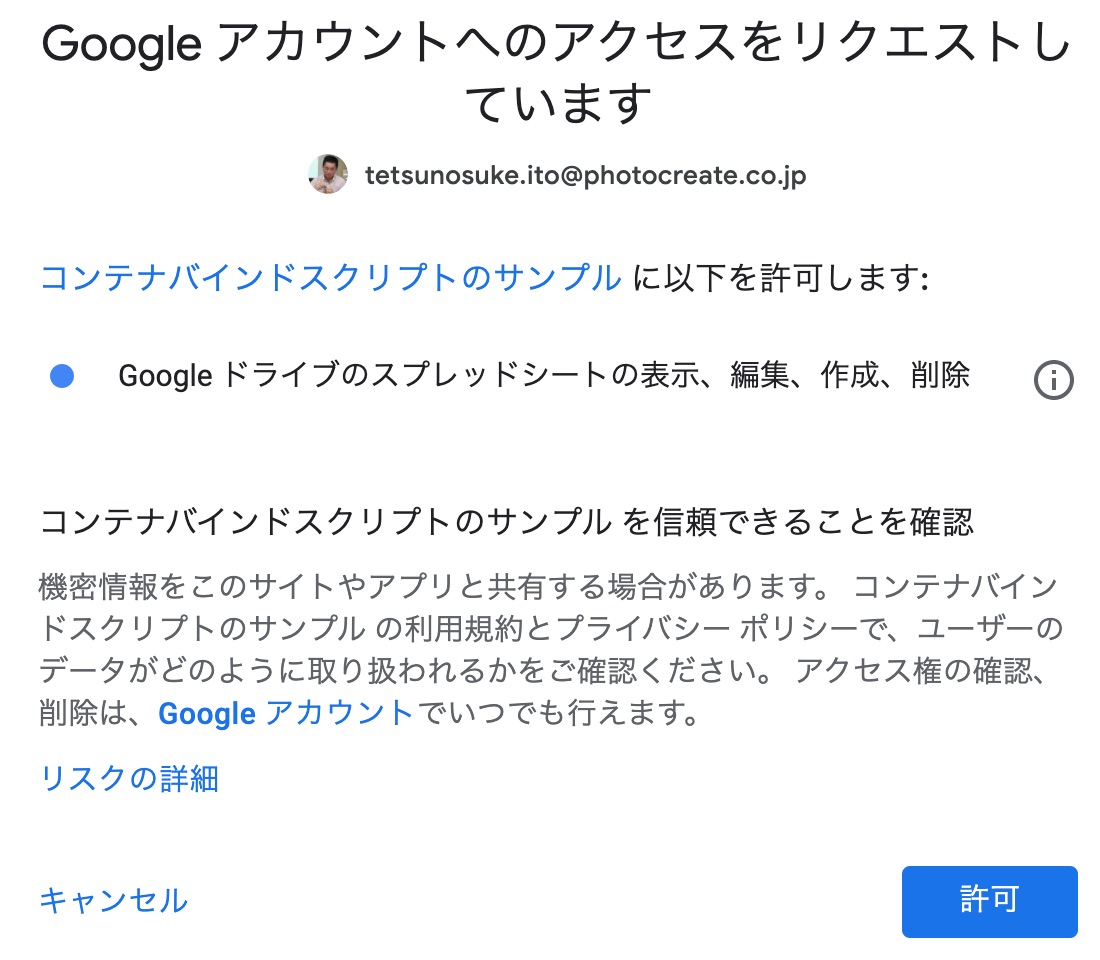 Google アカウントへのアクセスをリクエストし
ています
tetsunosuke.ito@photocreate.co.jp
コンテナバインドスクリプトのサンプル に以下を許可します:
Google ドライブのスプレッドシートの表示、編集、作成、削除
コンテナバインドスクリプトのサンプル を信頼できることを確認
機密情報をこのサイトやアプリと共有する場合があります。 コンテナバイン
ドスクリプトのサンプル の利用規約とプライバシー ポリシーで、ユーザーの
データがどのように取り扱われるかをご確認ください。 アクセス権の確認、
削除は、Google アカウントでいつでも行えます。
リスクの詳細
キャンセル
許可